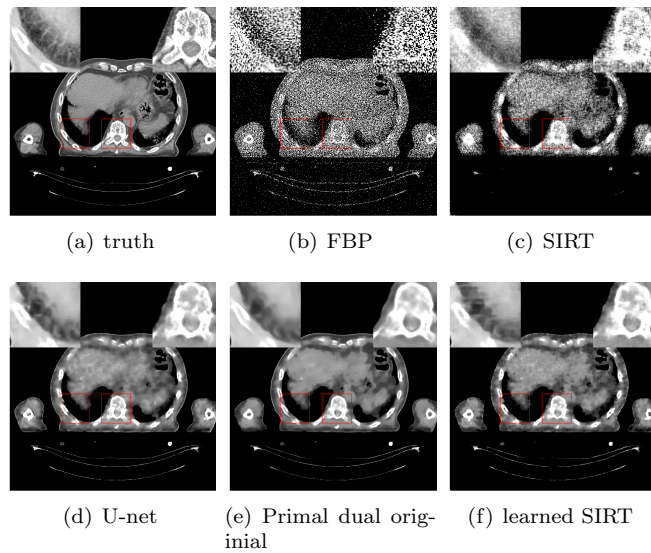 (a) truth
(b) FBP
(c) SIRT
(d) U-net
(e) Primal dual orig-
inial
(f) learned SIRT